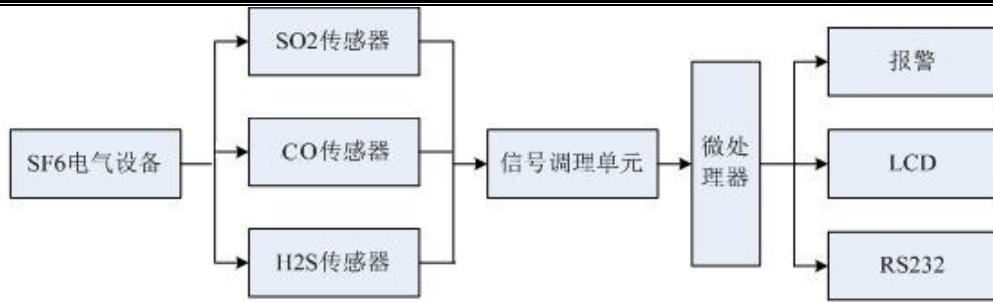 SF6电气设备
SO2传感器
CO传感器
H2S传感器
信号调理单元
微处
理器
报警
LCD
RS232